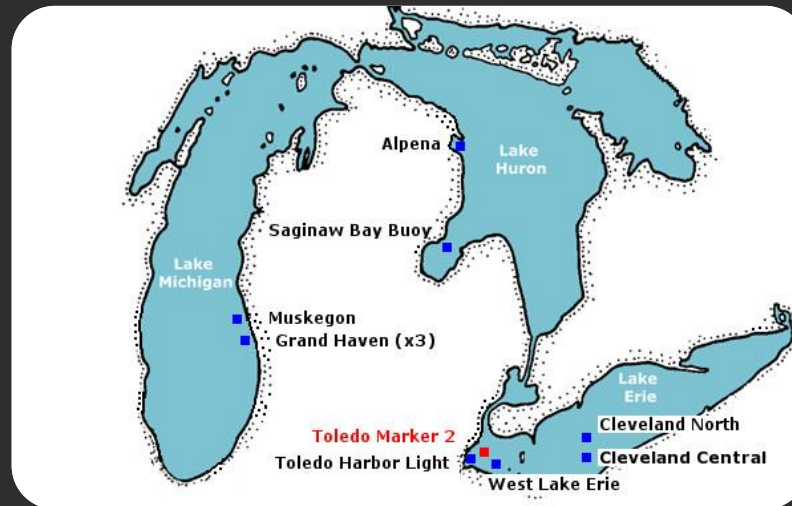 Alpena
Lake
Huron
Saginaw Bay Buoy
Lake
Michigan
Muskegon
Grand Haven (x3)
Lake
Erie
Cleveland North
Toledo Marker 2
Cleveland Central
Toledo Harbor Light
West Lake Erie